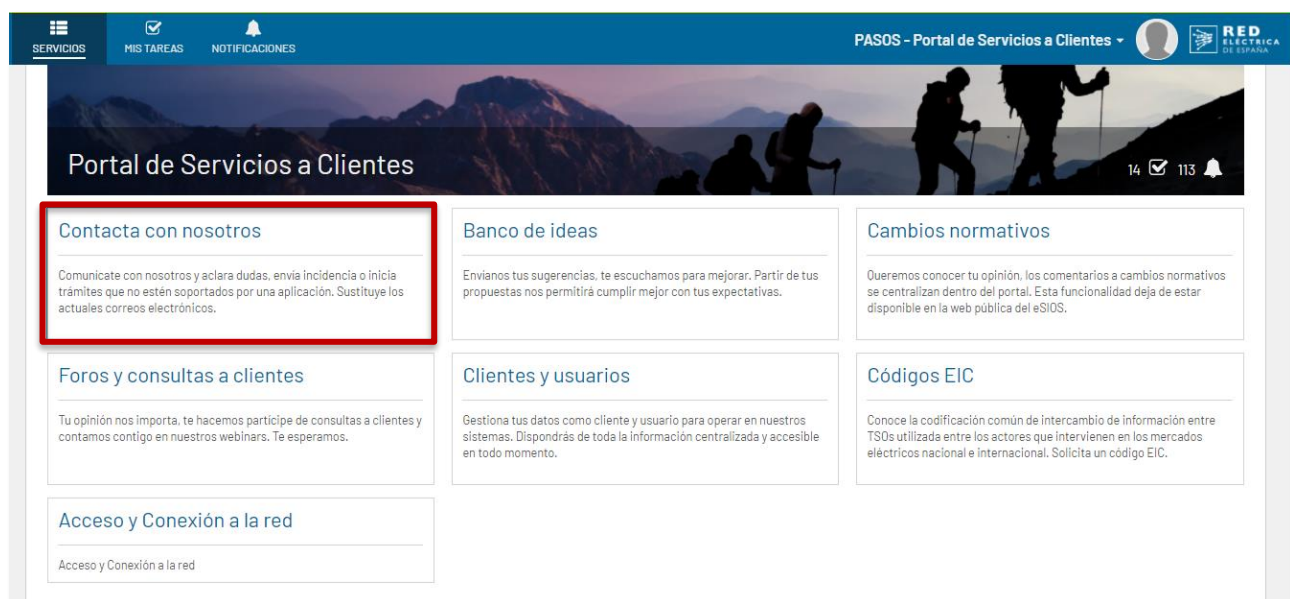 SERVICIOS
MIS TAREAS
NOTIFICACIONES
PASOS - Portal de Servicios a Clientes
RED
ELÉCTRICA
DE ESPAÑA
Portal de Servicios a Clientes
14
113
Contacta con nosotros
Comunícate con nosotros y aclara dudas, envía incidencia o inicia
trámites que no estén soportados por una aplicación. Sustituye los
actuales correos electrónicos.
Banco de ideas
Envíanos tus sugerencias, te escuchamos para mejorar. Partir de tus
propuestas nos permitirá cumplir mejor con tus expectativas.
Cambios normativos
Queremos conocer tu opinión, los comentarios a cambios normativos
se centralizan dentro del portal. Esta funcionalidad deja de estar
disponible en la web pública del eSIOS.
Foros y consultas a clientes
Tu opinión nos importa, te hacemos partícipe de consultas a clientes y
contamos contigo en nuestros webinars. Te esperamos.
Clientes y usuarios
Gestiona tus datos como cliente y usuario para operar en nuestros
sistemas. Dispondrás de toda la información centralizada y accesible
en todo momento.
Códigos EIC
Conoce la codificación común de intercambio de información entre
TSOs utilizada entre los actores que intervienen en los mercados
eléctricos nacional e internacional. Solicita un código EIC.
Acceso y Conexión a la red
Acceso y Conexión a la red